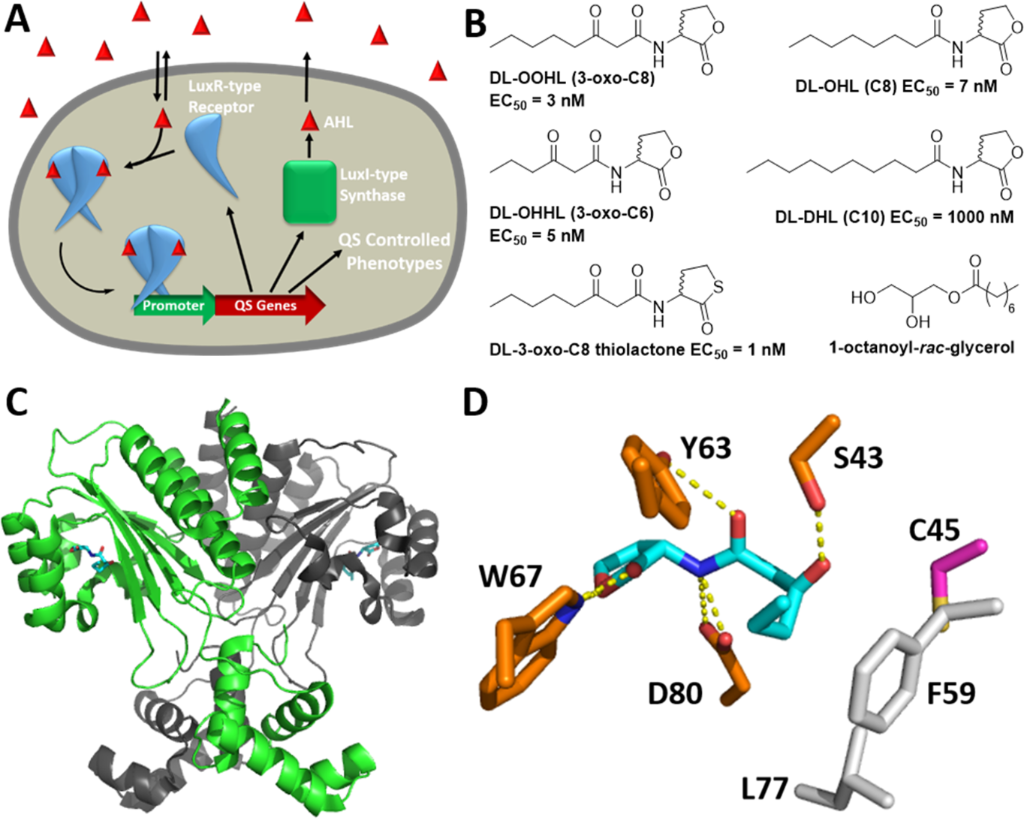 A
LuxR-type
Receptor
AHL
LuxI-type
Synthase
QS Controlled
Phenotypes
Promoter
QS Genes
B
O
O
N
H
O
O
DL-OOHL (3-oxo-C8)
EC50 = 3 nM
O
N
H
O
O
DL-OHL (C8) EC50 = 7 nM
O
O
N
H
O
O
DL-OHHL (3-oxo-C6)
EC50 = 5 nM
O
N
H
O
O
DL-DHL (C10) EC50 = 1000 nM
O
O
N
H
S
O
DL-3-oxo-C8 thiolactone EC50 = 1 nM
HO
OH
O
O
6
1-octanoyl-rac-glycerol
C
D
Y63
S43
C45
W67
D80
F59
L77